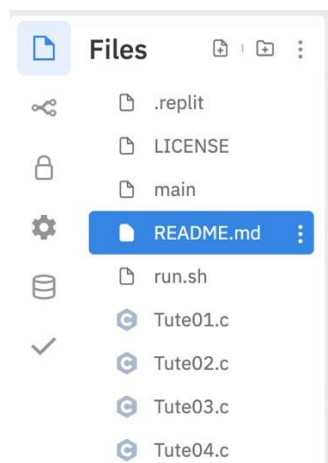 Files
.replit
LICENSE
main
README.md
run.sh
Tute01.c
Tute02.c
Tute03.c
Tute04.c